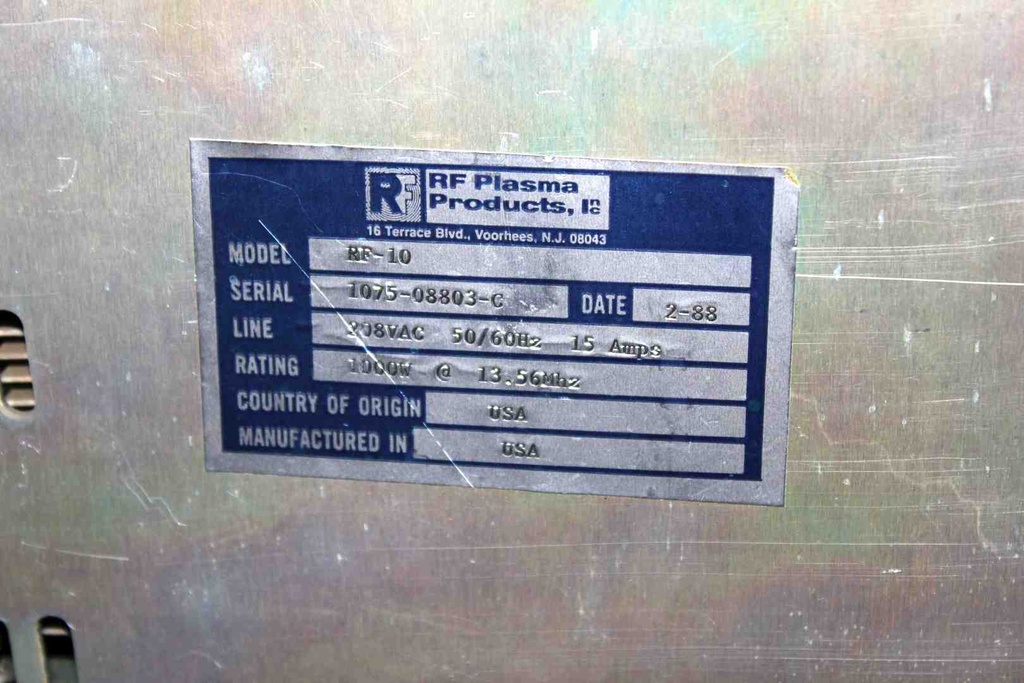 RF RF Plasma
Products, Inc
16 Terrace Blvd., Voorhees, N.J. 08043
MODEL RF-10
SERIAL 1075-08803-C DATE 2-88
LINE 208VAC 50/60Hz 15 Amps
RATING 1000W @ 13.56Mhz
COUNTRY OF ORIGIN USA
MANUFACTURED IN USA